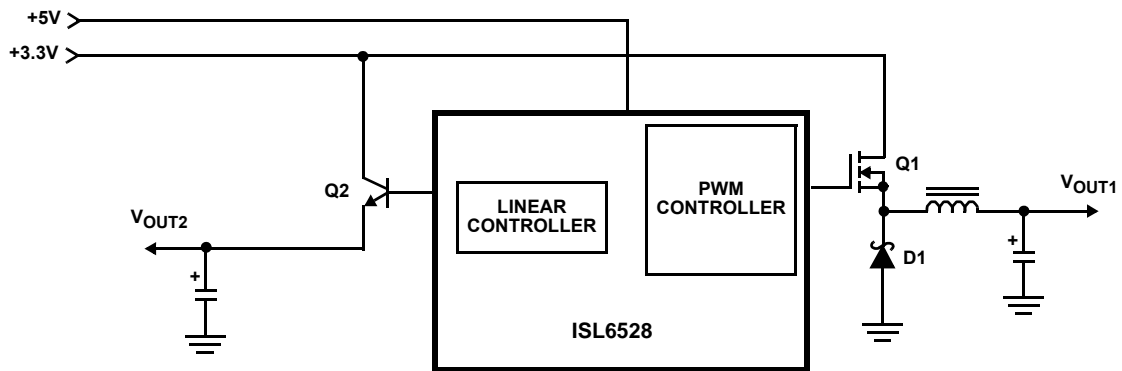 +5V
+3.3V
Q2
VOUT2
+
LINEAR
CONTROLLER
PWM
CONTROLLER
ISL6528
Q1
VOUT1
D1
+